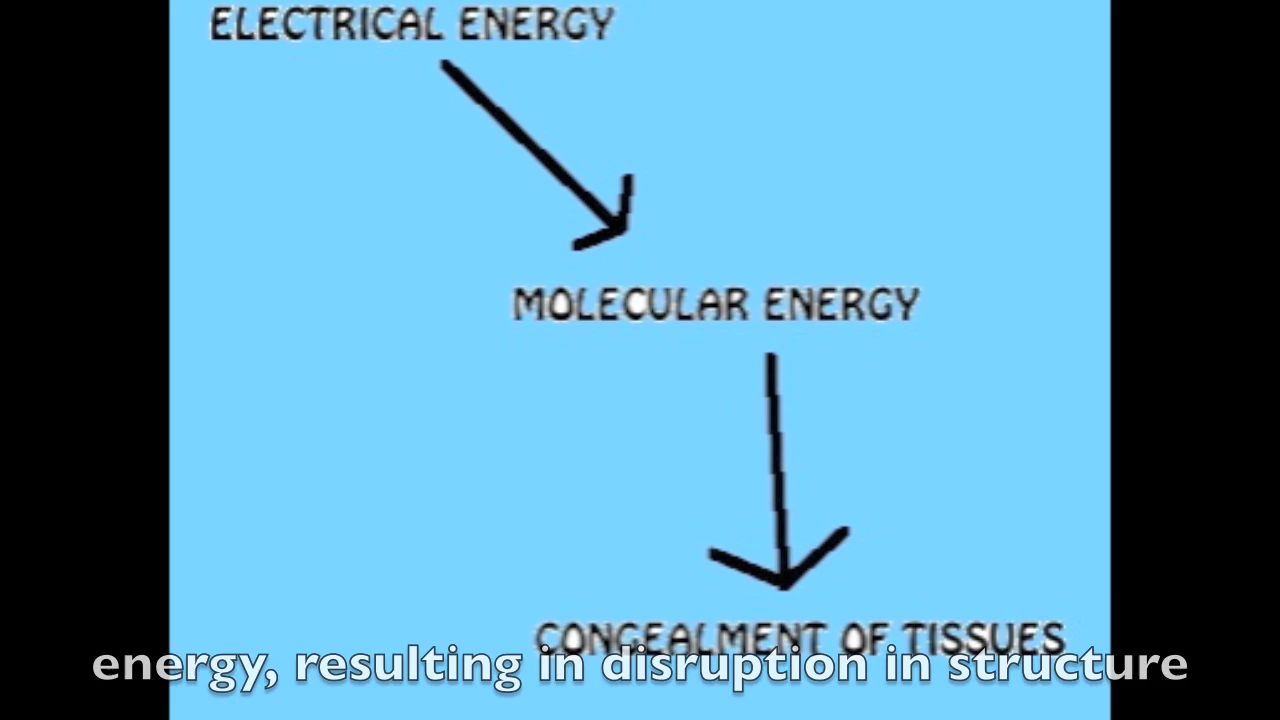 ELECTRICAL ENERGY
MOLECULAR ENERGY
CONGEALMENT OF TISSUES
energy, resulting in disruption in structure